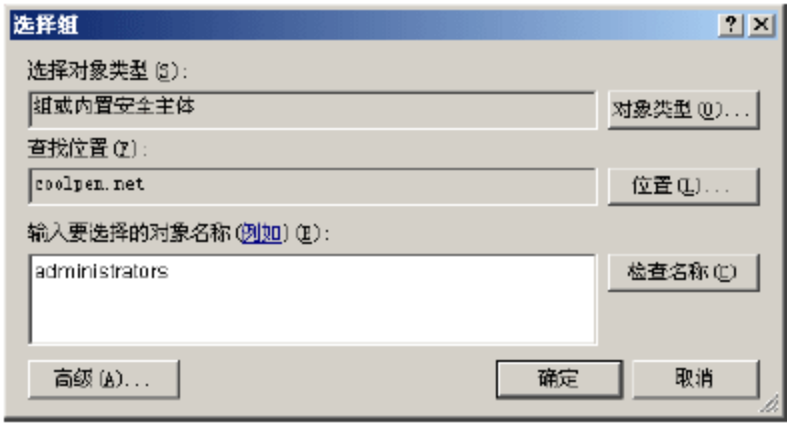 选择组
选择对象类型(S):
组或内置安全主体
对象类型(O)...
查找位置(F):
coolpen.net
位置(L)...
输入要选择的对象名称(例如)(E):
administrators
检查名称(C)
高级(A)...
确定
取消